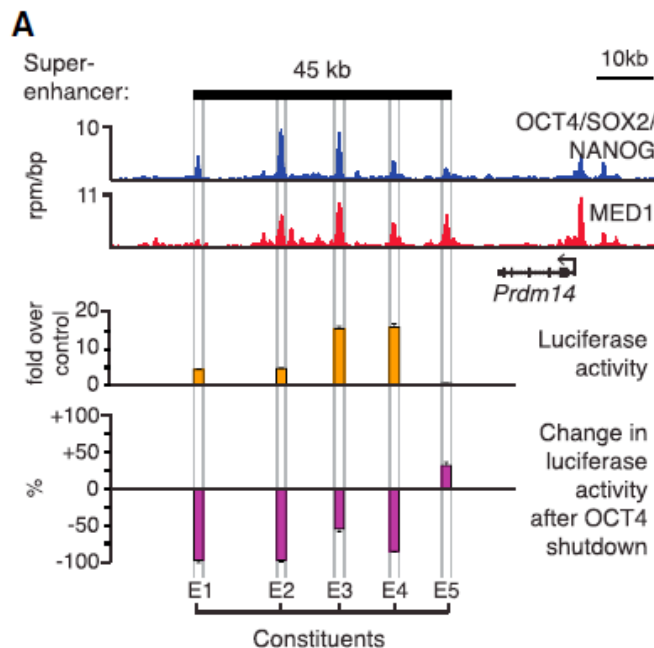 A
Super-
enhancer:
45 kb
10kb
10
OCT4/SOX2/
NANOG
rpm/bp
11
MED1
Prdm14
fold over
control
20
10
0
Luciferase
activity
%
+100
+50
0
-50
-100
Change in
luciferase
activity
after OCT4
shutdown
E1 E2 E3 E4 E5
Constituents